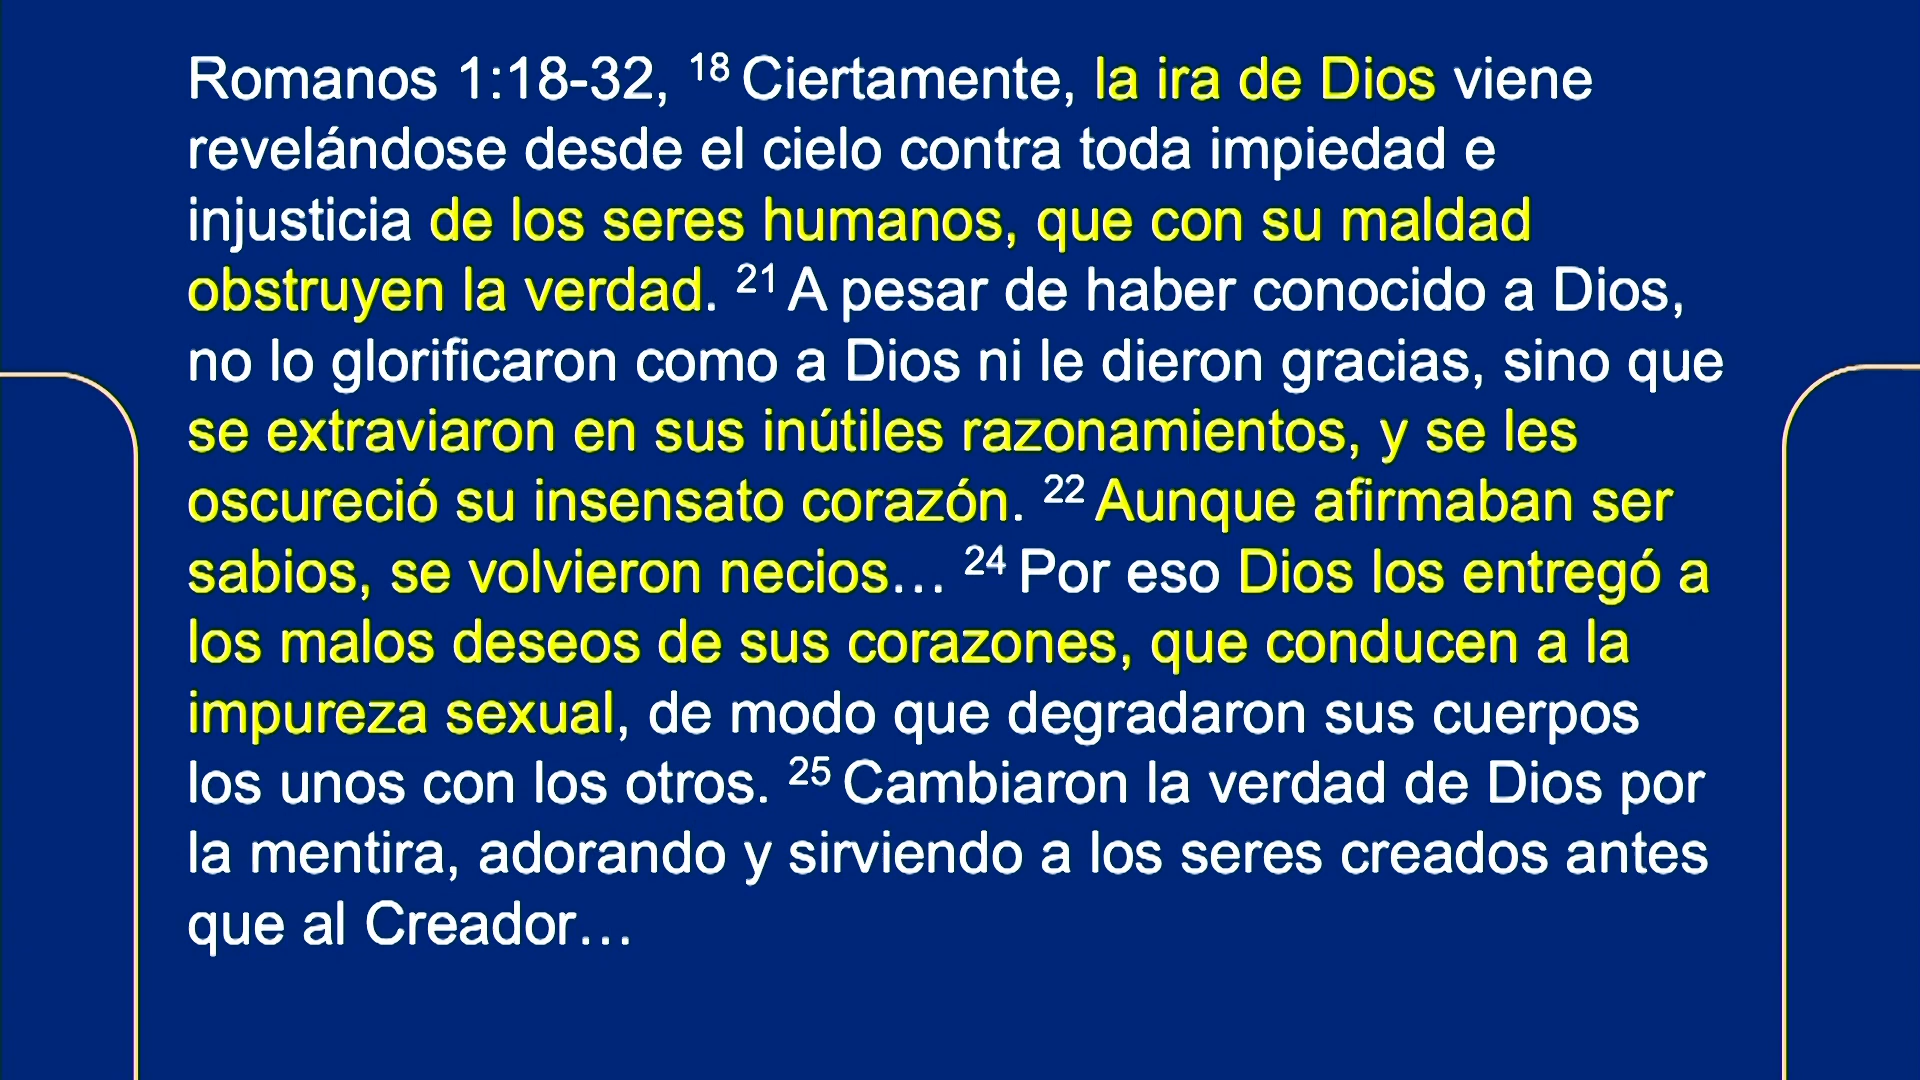 Romanos 1:18-32, 18 Ciertamente, la ira de Dios viene
revelándose desde el cielo contra toda impiedad e
injusticia de los seres humanos, que con su maldad
obstruyen la verdad. 21 A pesar de haber conocido a Dios,
no lo glorificaron como a Dios ni le dieron gracias, sino que
se extraviaron en sus inútiles razonamientos, y se les
oscureció su insensato corazón. 22 Aunque afirmaban ser
sabios, se volvieron necios… 24 Por eso Dios los entregó a
los malos deseos de sus corazones, que conducen a la
impureza sexual, de modo que degradaron sus cuerpos
los unos con los otros. 25 Cambiaron la verdad de Dios por
la mentira, adorando y sirviendo a los seres creados antes
que al Creador…